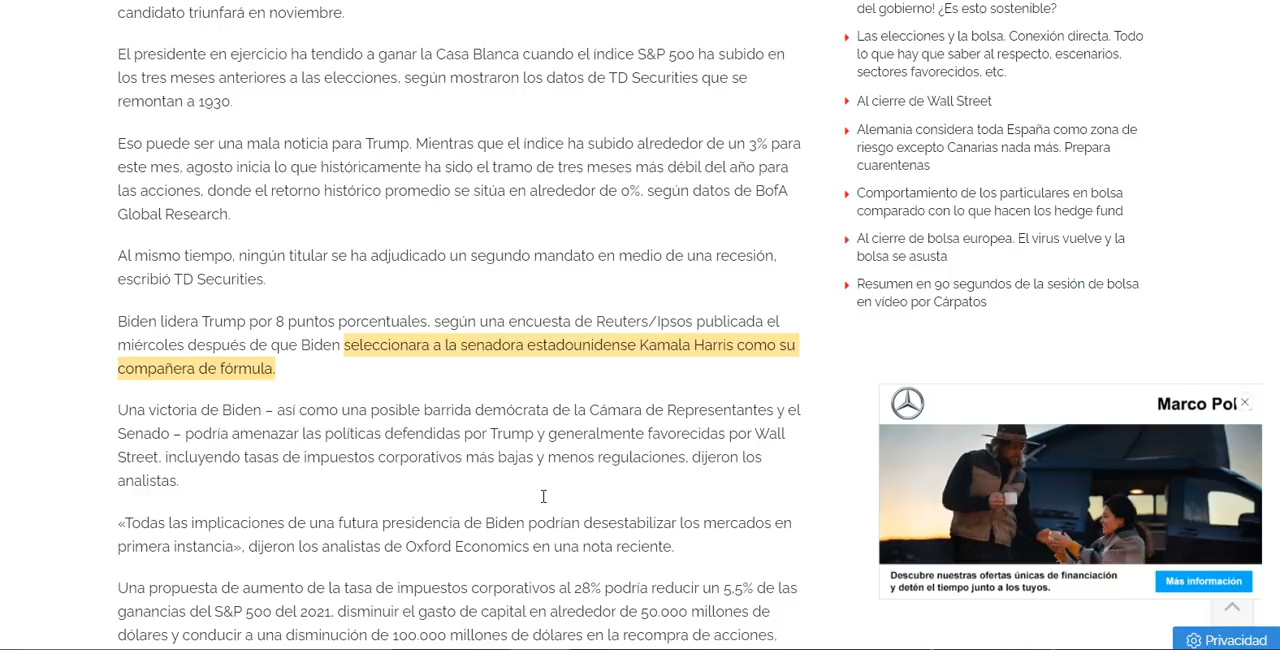 candidato triunfará en noviembre.
El presidente en ejercicio ha tendido a ganar la Casa Blanca cuando el índice S&P 500 ha subido en
los tres meses anteriores a las elecciones, según mostraron los datos de TD Securities que se
remontan a 1930.
Eso puede ser una mala noticia para Trump. Mientras que el índice ha subido alrededor de un 3% para
este mes, agosto inicia lo que históricamente ha sido el tramo de tres meses más débil del año para
las acciones, donde el retorno histórico promedio se sitúa en alrededor de 0%, según datos de BofA
Global Research.
Al mismo tiempo, ningún titular se ha adjudicado un segundo mandato en medio de una recesión,
escribió TD Securities.
Biden lidera Trump por 8 puntos porcentuales, según una encuesta de Reuters/Ipsos publicada el
miércoles después de que Biden seleccionara a la senadora estadounidense Kamala Harris como su
compañera de fórmula.
Una victoria de Biden – así como una posible barrida demócrata de la Cámara de Representantes y el
Senado – podría amenazar las políticas defendidas por Trump y generalmente favorecidas por Wall
Street, incluyendo tasas de impuestos corporativos más bajas y menos regulaciones, dijeron los
analistas.
«Todas las implicaciones de una futura presidencia de Biden podrían desestabilizar los mercados en
primera instancia», dijeron los analistas de Oxford Economics en una nota reciente.
Una propuesta de aumento de la tasa de impuestos corporativos al 28% podría reducir un 5,5% de las
ganancias del S&P 500 del 2021, disminuir el gasto de capital en alrededor de 50.000 millones de
dólares y conducir a una disminución de 100.000 millones de dólares en la recompra de acciones,
del gobierno! ¿Es esto sostenible?
Las elecciones y la bolsa. Conexión directa. Todo
lo que hay que saber al respecto, escenarios,
sectores favorecidos, etc.
Al cierre de Wall Street
Alemania considera toda España como zona de
riesgo excepto Canarias nada más. Prepara
cuarentenas
Comportamiento de los particulares en bolsa
comparado con lo que hacen los hedge fund
Al cierre de bolsa europea. El virus vuelve y la
bolsa se asusta
Resumen en 90 segundos de la sesión de bolsa
en vídeo por Cárpatos
Marco Pol
Descubre nuestras ofertas únicas de financiación
y detén el tiempo junto a los tuyos.
Más información
Privacidad